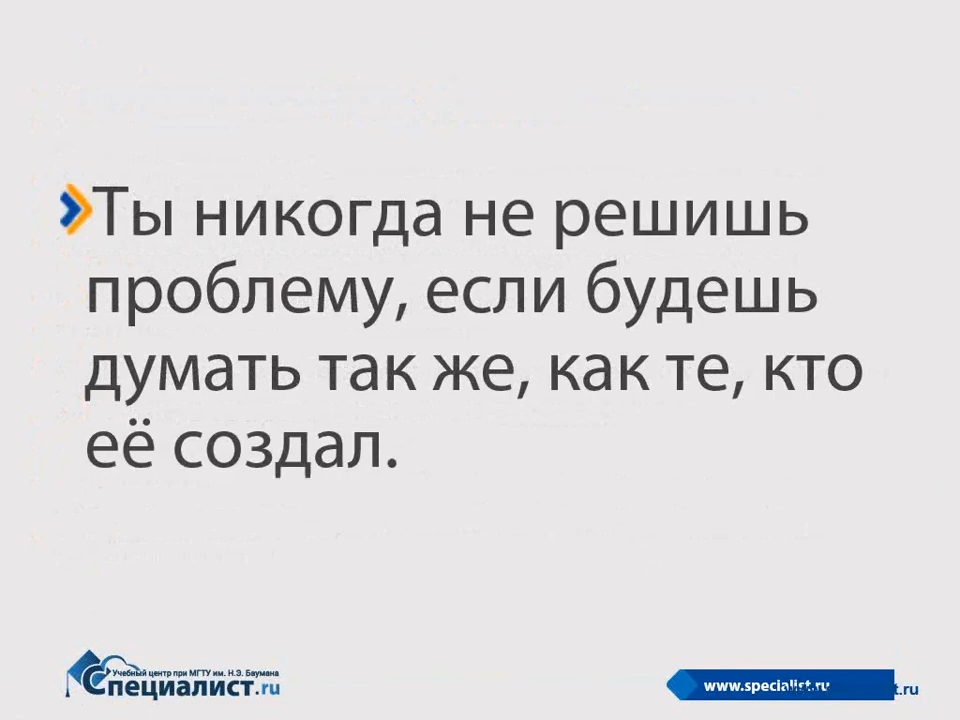 Ты никогда не решишь
проблему, если будешь
думать так же, как те, кто
её создал.
Учебный центр при МГТУ им. Н.Э. Баумана
Специалист.ru
www.specialist.ru
t.ru